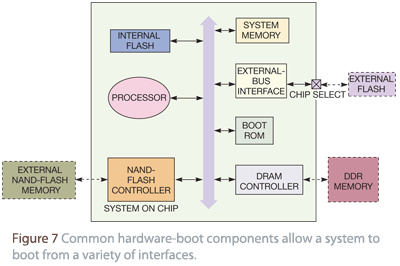 INTERNAL
FLASH
SYSTEM
MEMORY
PROCESSOR
EXTERNAL-
BUS
INTERFACE
CHIP SELECT
EXTERNAL
FLASH
BOOT
ROM
EXTERNAL
NAND-FLASH
MEMORY
NAND-
FLASH
CONTROLLER
DRAM
CONTROLLER
DDR
MEMORY
SYSTEM ON CHIP
Figure 7 Common hardware-boot components allow a system to
boot from a variety of interfaces.